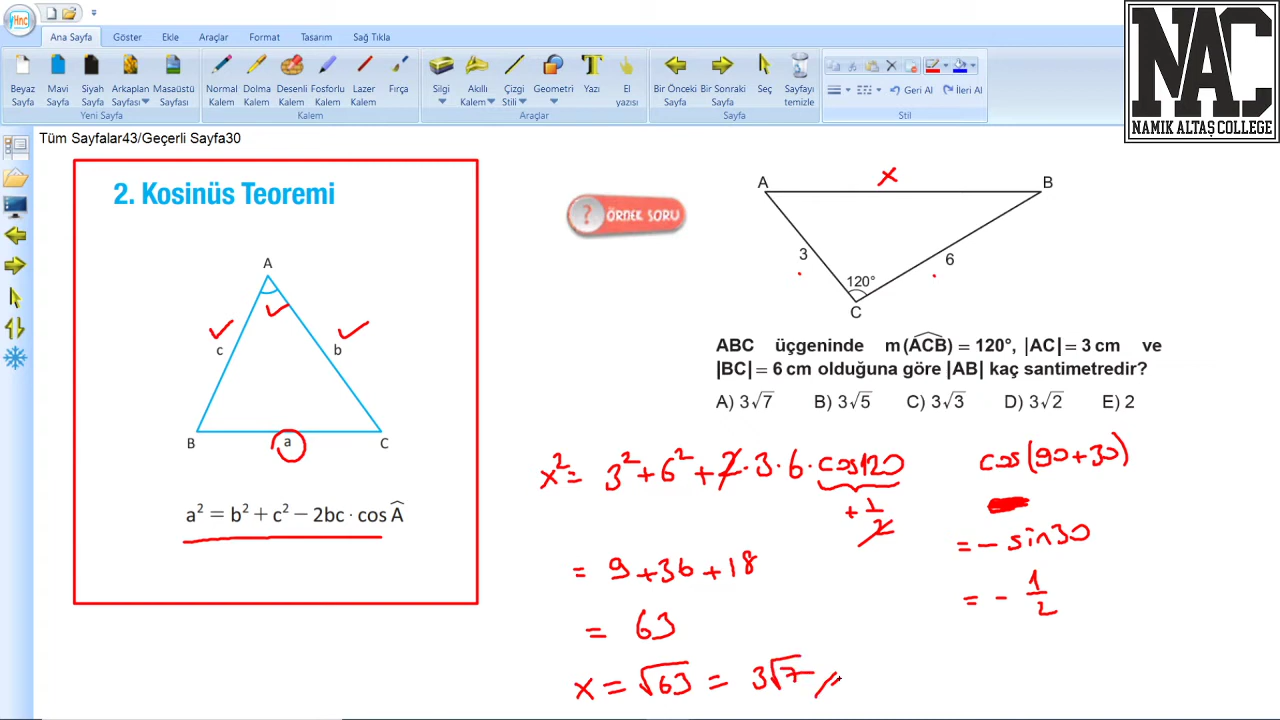 Ana Sayfa Göster Ekle Araçlar Format Tasarım Sağ Tıkla
Beyaz Sayfa Mavi Sayfa Siyah Sayfa Arkaplan Sayfası Masaüstü Sayfası
Normal Kalem Dolma Kalem Desenli Kalem Fosforlu Kalem Lazer Kalem Fırça
Silgi Akıllı Kalem Çizgi Stili Geometri Yazı El yazısı
Bir Önceki Sayfa Bir Sonraki Sayfa Seç Sayfayı temizle
Geri Al İleri Al
Yeni Sayfa Kalem Araçlar Sayfa Stil
NAC
NAMIK ALTAŞ COLLEGE
Tüm Sayfalar43/Geçerli Sayfa30
2. Kosinüs Teoremi
A
c b
B a C
a² = b² + c² − 2bc · cos Â
? ÖRNEK SORU
A x B
3 6
120°
C
ABC üçgeninde m(ACB) = 120°, |AC| = 3 cm ve
|BC| = 6 cm olduğuna göre |AB| kaç santimetredir?
A) 3√7 B) 3√5 C) 3√3 D) 3√2 E) 2
x² = 3² + 6² + 2·3·6·cos120
+ 1/2
= 9 + 36 + 18
= 63
x = √63 = 3√7 //
cos(90+30)
= − sin30
= − 1/2